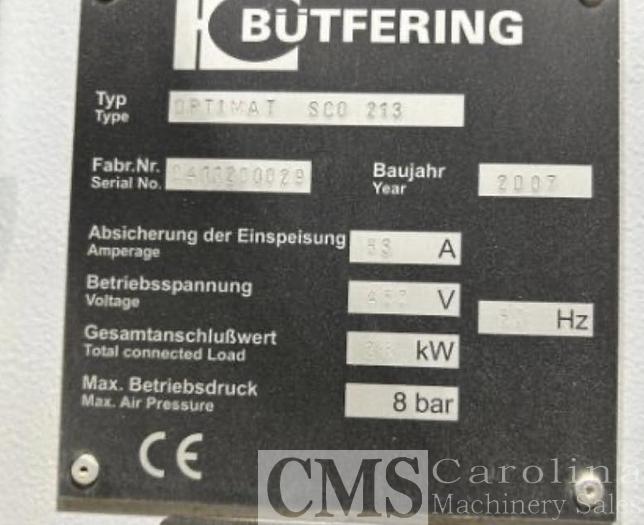 BÜTFERING
Typ
Type
OPTIMAT SCO 213
Fabr.Nr.
Serial No.
Baujahr
Year
2007
Absicherung der Einspeisung
Amperage
A
Betriebsspannung
Voltage
V
Hz
Gesamtanschlußwert
Total connected Load
kW
Max. Betriebsdruck
Max. Air Pressure
8 bar
CE
CMS Carolina
Machinery Sales